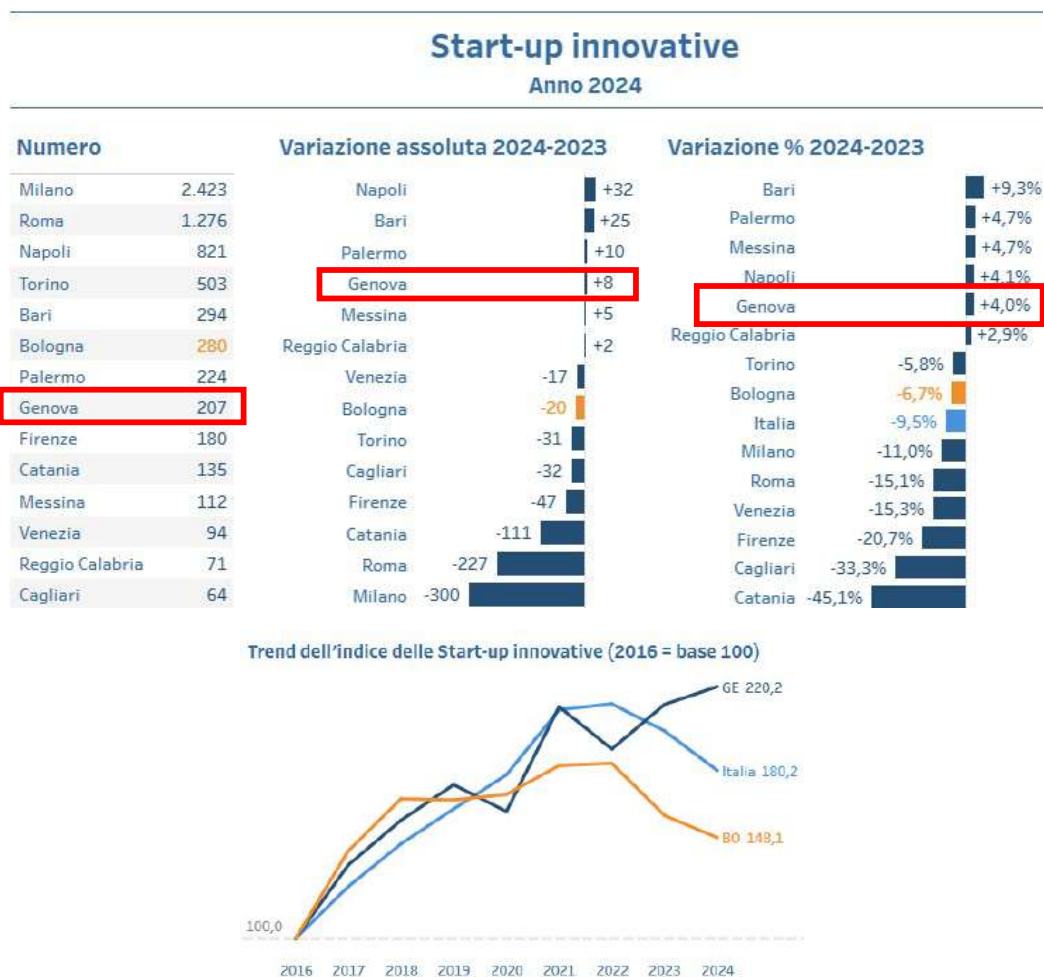 Start-up innovative
Anno 2024
Numero
Milano 2.423
Roma 1.276
Napoli 821
Torino 503
Bari 294
Bologna 280
Palermo 224
Genova 207
Firenze 180
Catania 135
Messina 112
Venezia 94
Reggio Calabria 71
Cagliari 64
Variazione assoluta 2024-2023
Napoli +32
Bari +25
Palermo +10
Genova +8
Messina +5
Reggio Calabria +2
Venezia -17
Bologna -20
Torino -31
Cagliari -32
Firenze -47
Catania -111
Roma -227
Milano -300
Variazione % 2024-2023
Bari +9,3%
Palermo +4,7%
Messina +4,7%
Napoli +4,1%
Genova +4,0%
Reggio Calabria +2,9%
Torino -5,8%
Bologna -6,7%
Italia -9,5%
Milano -11,0%
Roma -15,1%
Venezia -15,3%
Firenze -20,7%
Cagliari -33,3%
Catania -45,1%
Trend dell'indice delle Start-up innovative (2016 = base 100)
GE 220,2
Italia 180,2
BO 148,1
100,0
2016 2017 2018 2019 2020 2021 2022 2023 2024